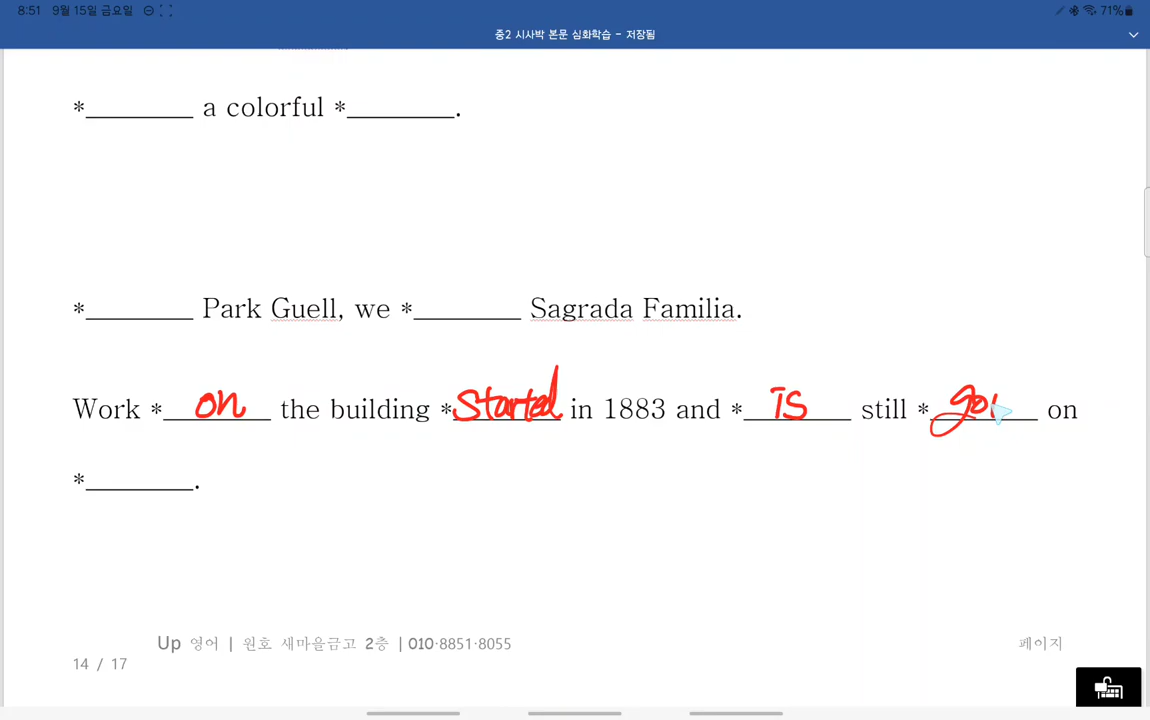 8:51 9월 15일 금요일 71%
중2 시사박 본문 심화학습 - 저장됨
*________ a colorful *________.
*________ Park Guell, we *________ Sagrada Familia.
Work * on the building * started in 1883 and * is still * goi on
*________.
Up 영어 | 원호 새마을금고 2층 | 010·8851·8055 페이지
14 / 17